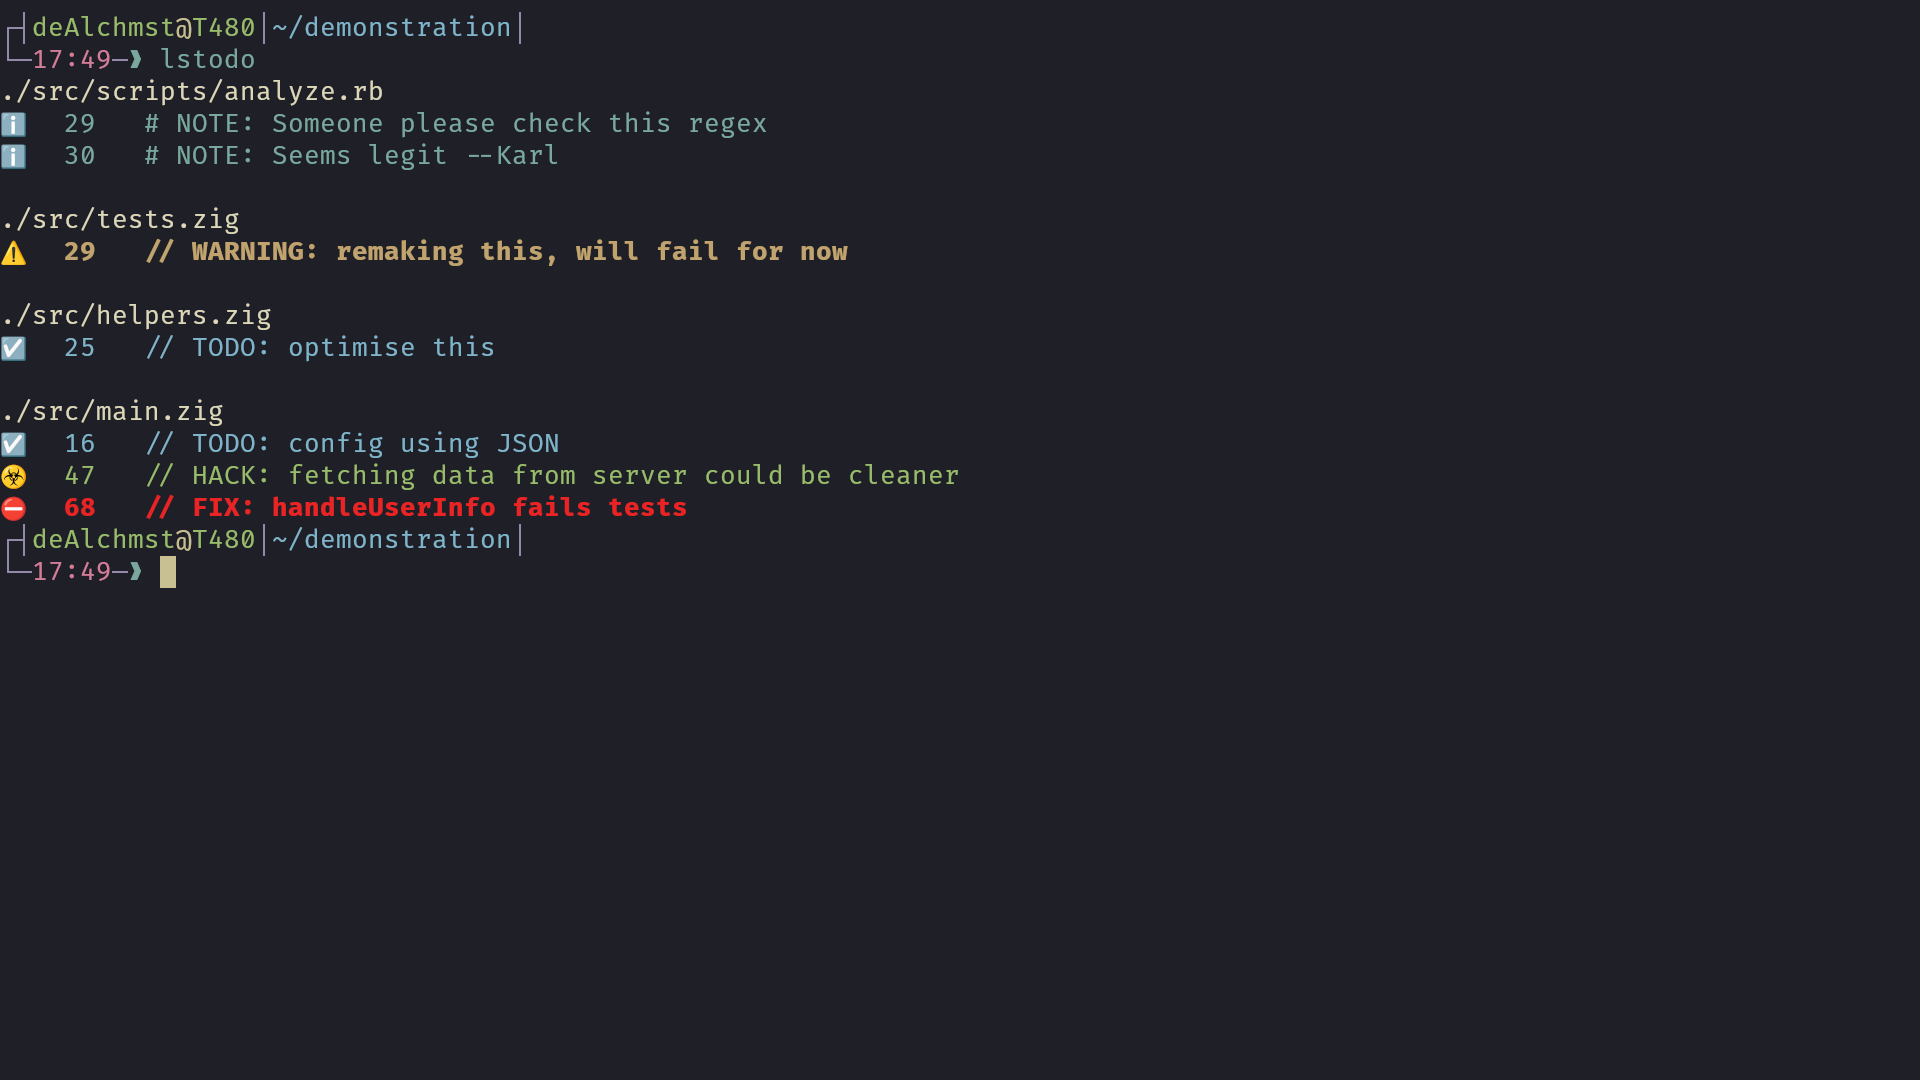 deAlchmst@T480│~/demonstration│
17:49─❱ lstodo
./src/scripts/analyze.rb
ℹ️ 29 # NOTE: Someone please check this regex
ℹ️ 30 # NOTE: Seems legit --Karl
./src/tests.zig
⚠️ 29 // WARNING: remaking this, will fail for now
./src/helpers.zig
☑️ 25 // TODO: optimise this
./src/main.zig
☑️ 16 // TODO: config using JSON
☣️ 47 // HACK: fetching data from server could be cleaner
⛔ 68 // FIX: handleUserInfo fails tests
deAlchmst@T480│~/demonstration│
17:49─❱